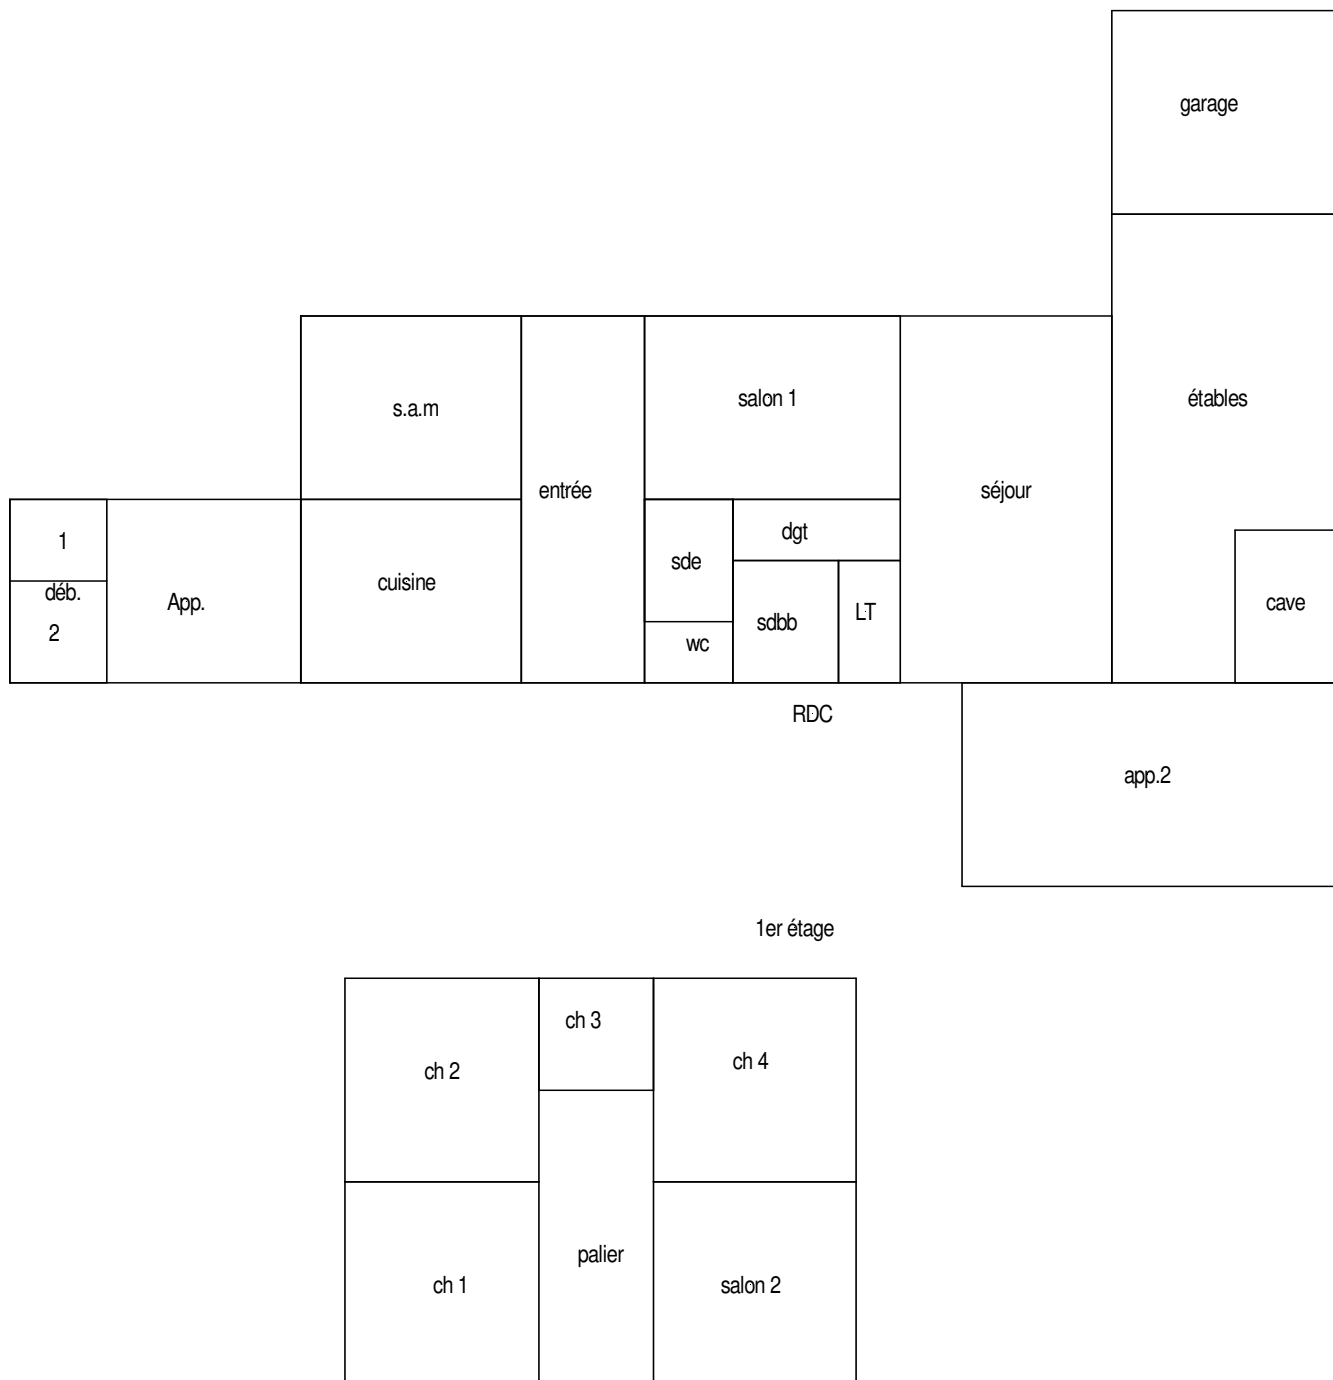 garage
s.a.m
salon 1
étables
entrée
séjour
1
dgt
sde
cuisine
déb.
App.
cave
LT
sdbb
2
wc
RDC
app.2
1er étage
ch 3
ch 2
ch 4
palier
ch 1
salon 2